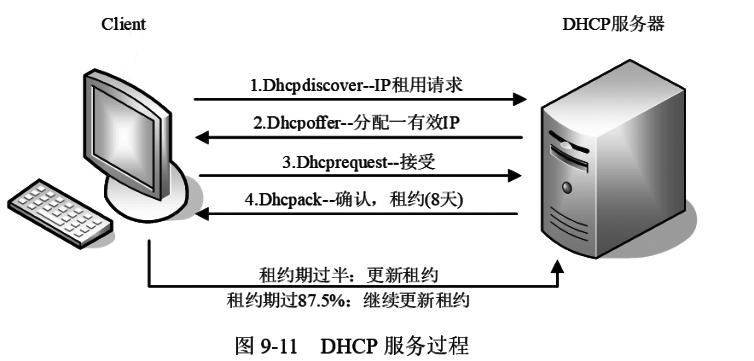 Client
DHCP服务器
1.Dhcpdiscover--IP租用请求
2.Dhcpoffer--分配一有效IP
3.Dhcprequest--接受
4.Dhcpack--确认，租约(8天)
租约期过半：更新租约
租约期过87.5%：继续更新租约
图 9-11 DHCP 服务过程